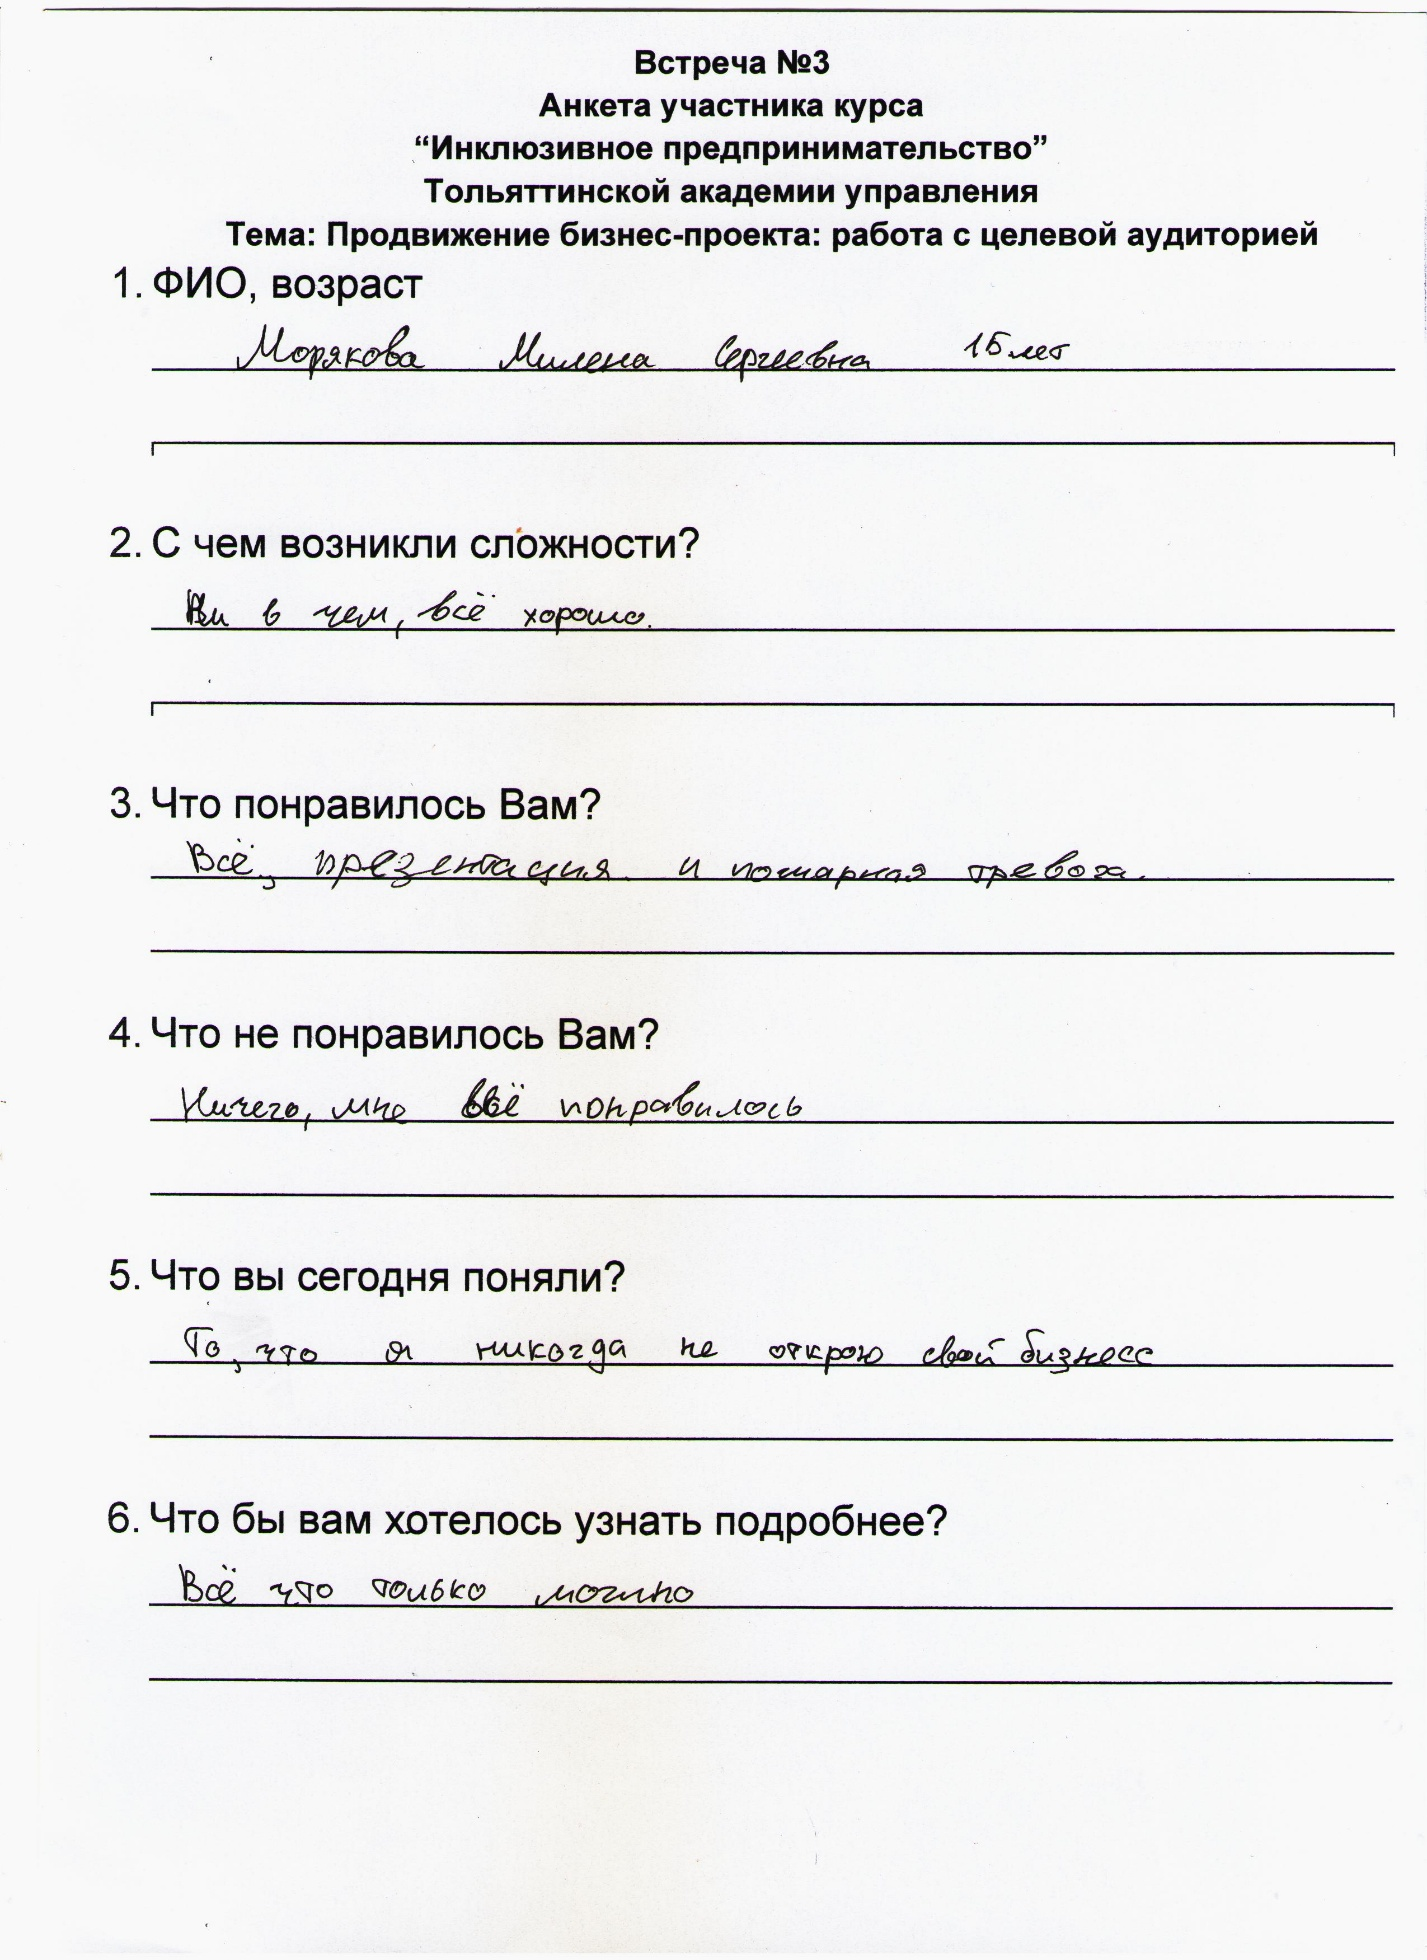 Встреча №3
Анкета участника курса
“Инклюзивное предпринимательство”
Тольяттинской академии управления
Тема: Продвижение бизнес-проекта: работа с целевой аудиторией
1. ФИО, возраст
Морякова Милена Сергеевна 15 лет
2. С чем возникли сложности?
Ни в чем, всё хорошо.
3. Что понравилось Вам?
Всё, презентация и пожарная тревога.
4. Что не понравилось Вам?
Ничего, мне всё понравилось
5. Что вы сегодня поняли?
То, что я никогда не открою свой бизнесс
6. Что бы вам хотелось узнать подробнее?
Всё что только можно